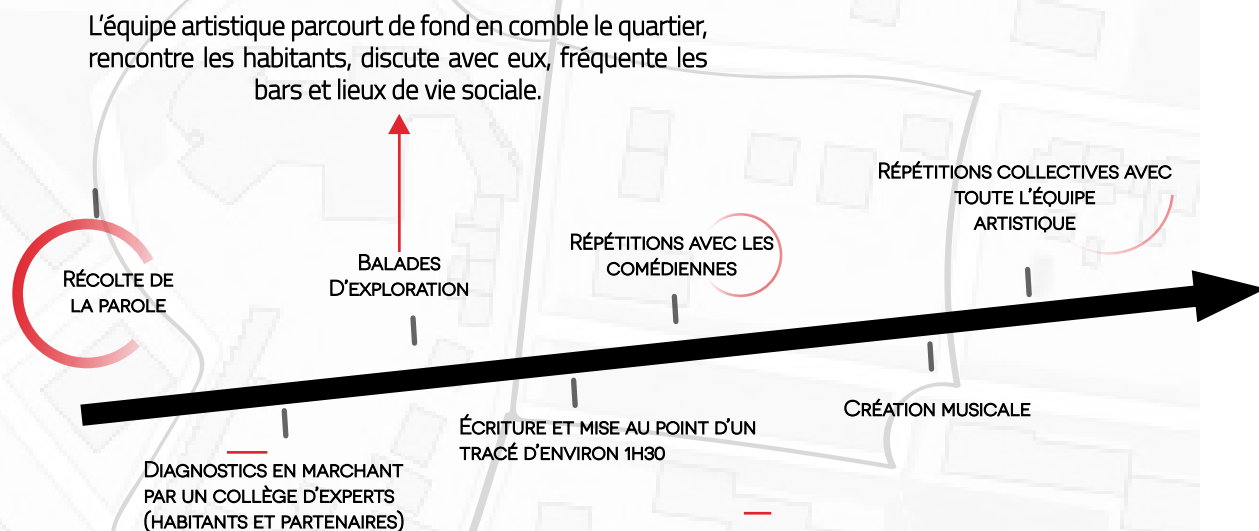 L'équipe artistique parcourt de fond en comble le quartier,
rencontre les habitants, discute avec eux, fréquente les
bars et lieux de vie sociale.
RÉCOLTE DE
LA PAROLE
DIAGNOSTICS EN MARCHANT
PAR UN COLLÈGE D'EXPERTS
(HABITANTS ET PARTENAIRES)
BALADES
D'EXPLORATION
ÉCRITURE ET MISE AU POINT D'UN
TRACÉ D'ENVIRON 1H30
RÉPÉTITIONS AVEC LES
COMÉDIENNES
CRÉATION MUSICALE
RÉPÉTITIONS COLLECTIVES AVEC
TOUTE L'ÉQUIPE
ARTISTIQUE